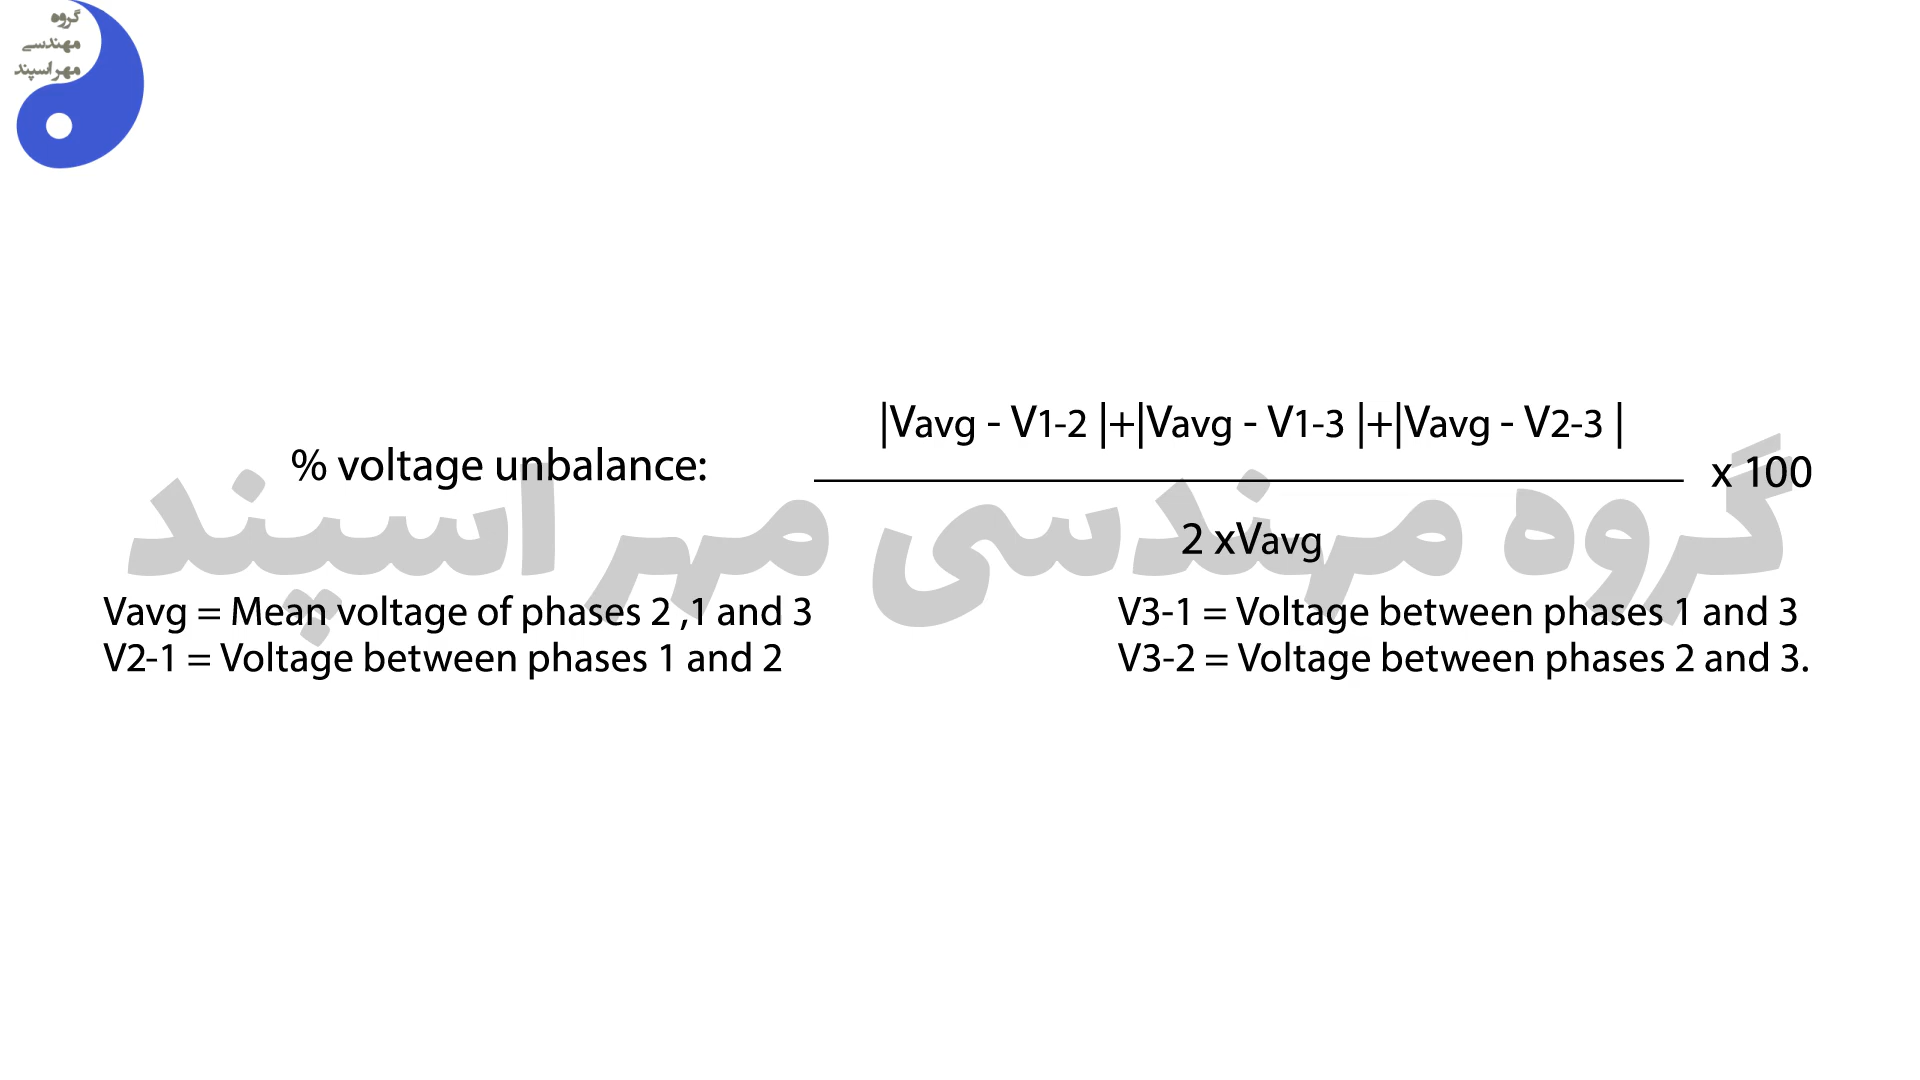 گروه
مهندسی
مهراسپند
|Vavg - V1-2 |+|Vavg - V1-3 |+|Vavg - V2-3 |
% voltage unbalance:
x 100
2 xVavg
گروه مهندسی مهراسپند
Vavg = Mean voltage of phases 2 ,1 and 3
V2-1 = Voltage between phases 1 and 2
V3-1 = Voltage between phases 1 and 3
V3-2 = Voltage between phases 2 and 3.